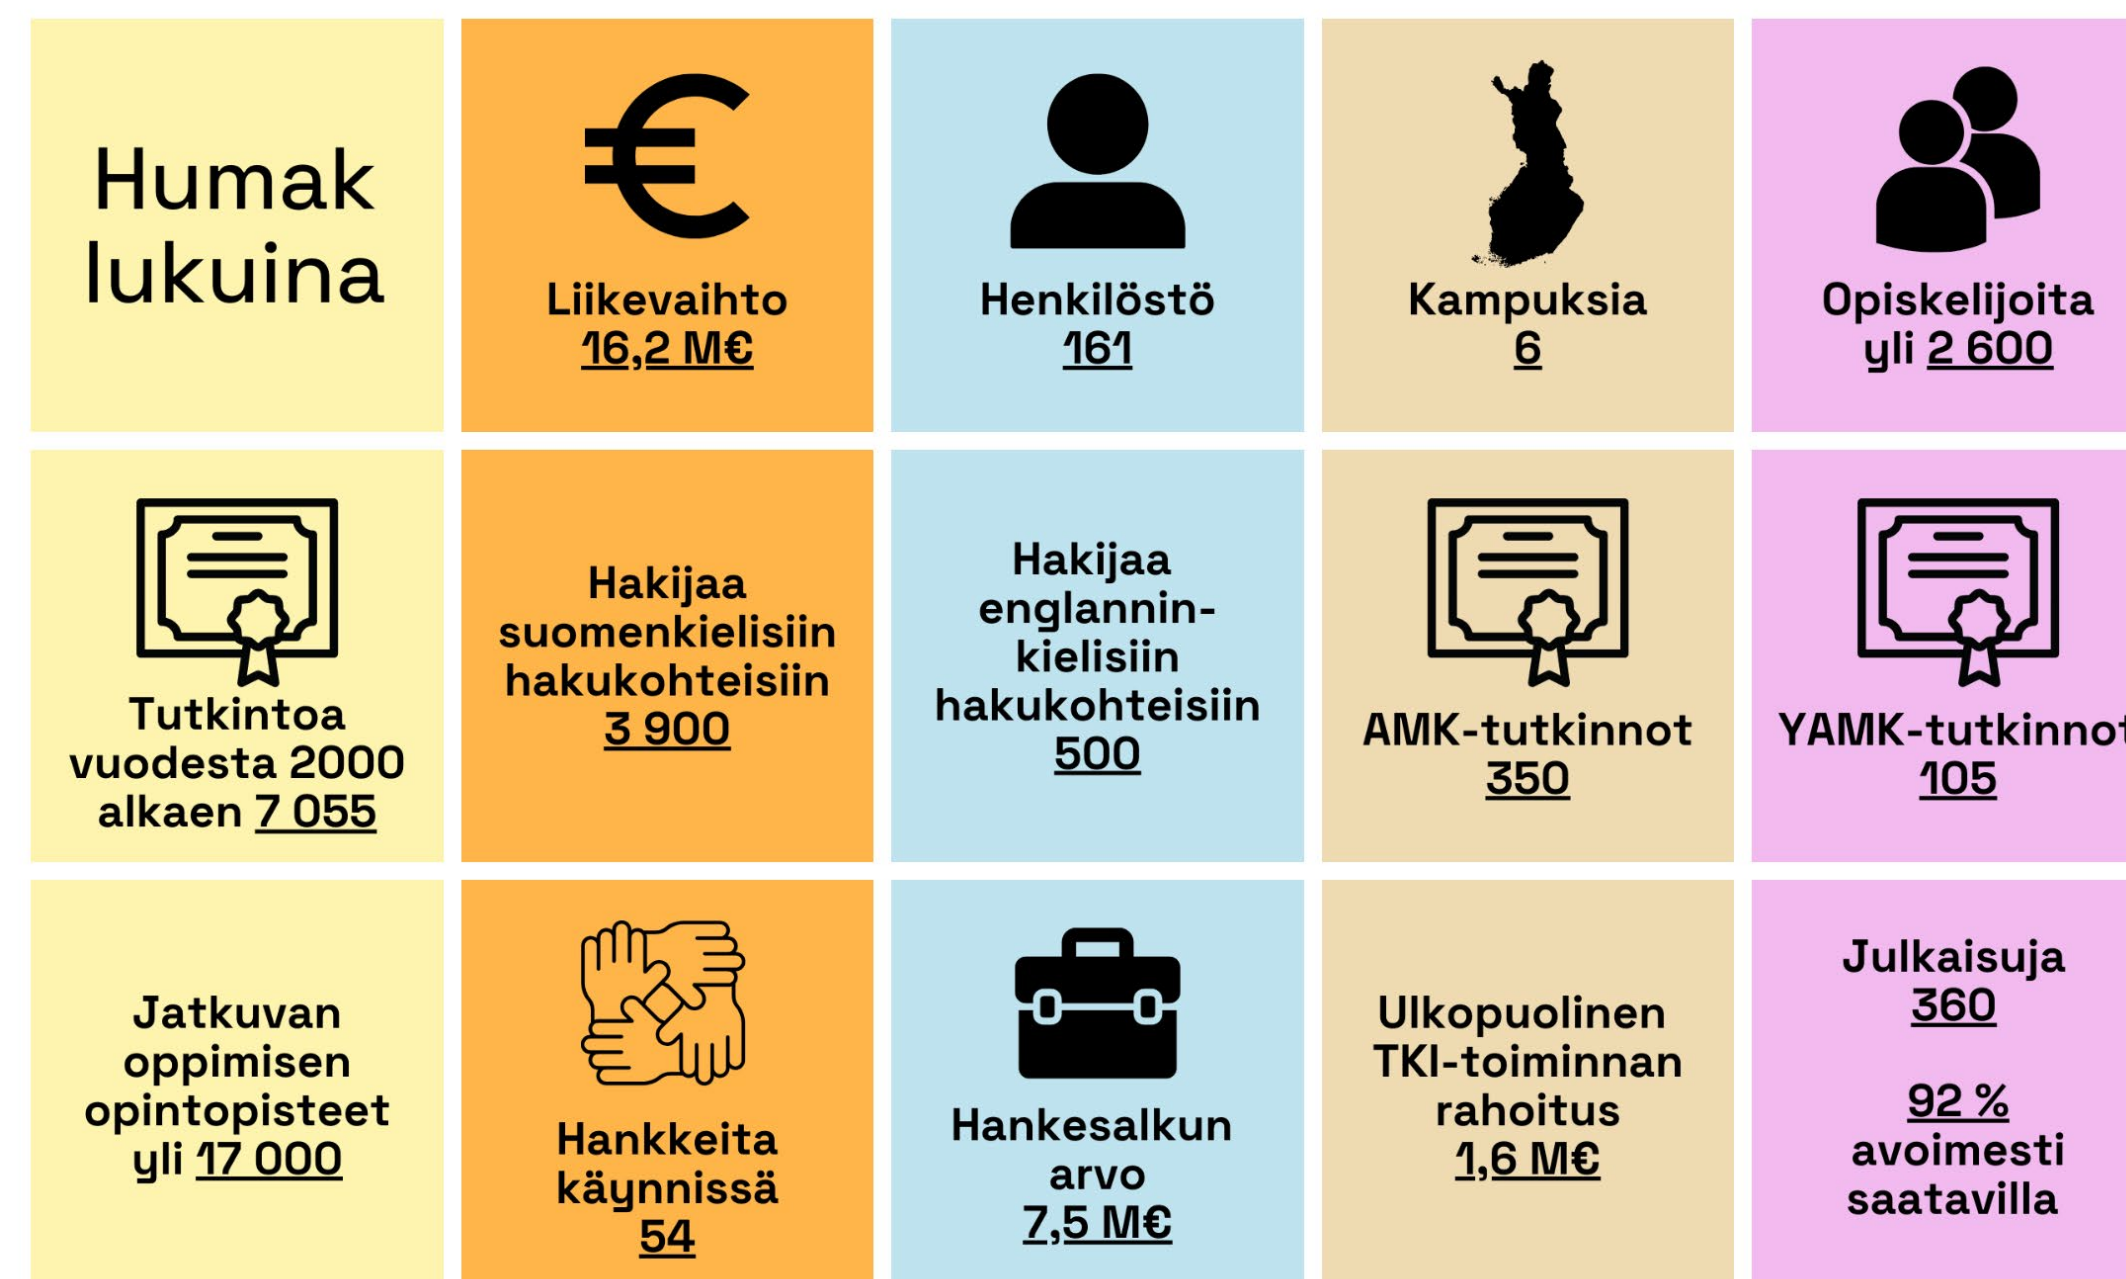 Humak
lukuina
Liikevaihto
16,2 M€
Henkilöstö
161
Kampuksia
6
Opiskelijoita
yli 2 600
Tutkintoa
vuodesta 2000
alkaen 7 055
Hakijaa
suomenkielisiin
hakukohteisiin
3 900
Hakijaa
englannin-
kielisiin
hakukohteisiin
500
AMK-tutkinnot
350
YAMK-tutkinnot
105
Jatkuvan
oppimisen
opintopisteet
yli 17 000
Hankkeita
käynnissä
54
Hankesalkun
arvo
7,5 M€
Ulkopuolinen
TKI-toiminnan
rahoitus
1,6 M€
Julkaisuja
360
92 %
avoimesti
saatavilla